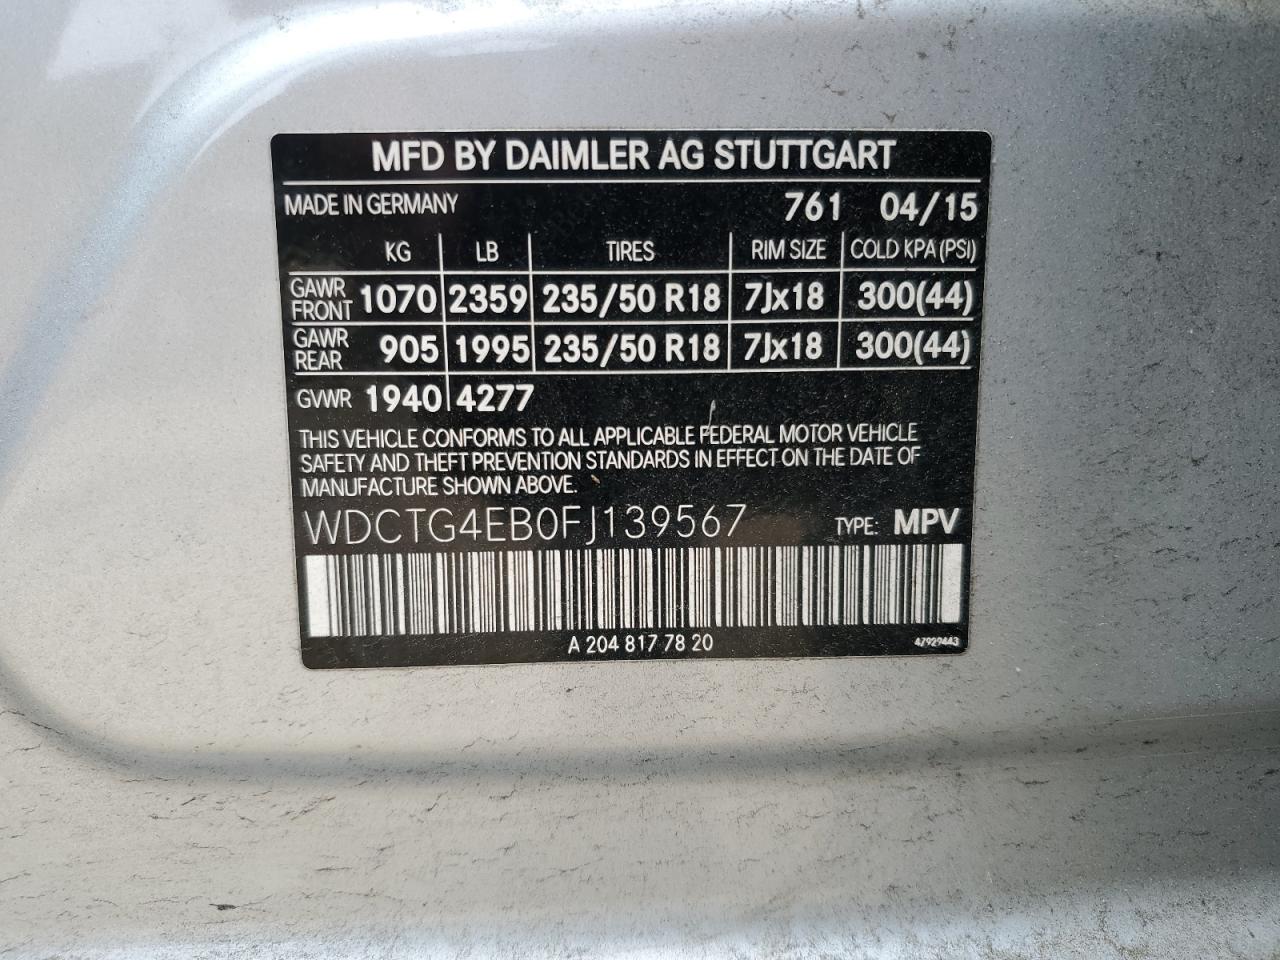 MFD BY DAIMLER AG STUTTGART
MADE IN GERMANY 761 04/15
KG LB TIRES RIM SIZE COLD KPA (PSI)
GAWR FRONT 1070 2359 235/50 R18 7Jx18 300(44)
GAWR REAR 905 1995 235/50 R18 7Jx18 300(44)
GVWR 1940 4277
THIS VEHICLE CONFORMS TO ALL APPLICABLE FEDERAL MOTOR VEHICLE
SAFETY AND THEFT PREVENTION STANDARDS IN EFFECT ON THE DATE OF
MANUFACTURE SHOWN ABOVE.
WDCTG4EB0FJ139567 TYPE: MPV
A 204 817 78 20 47929443